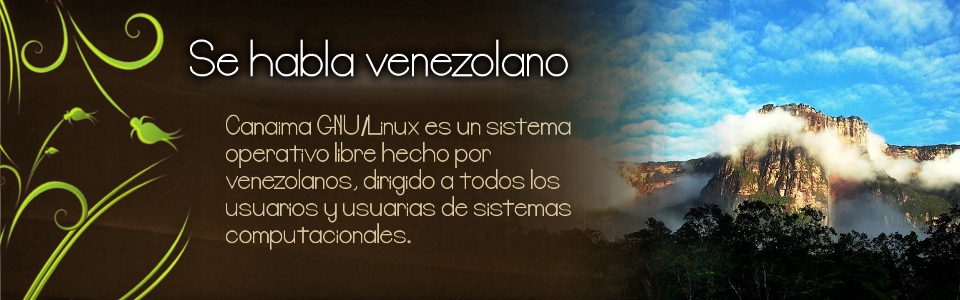 Se habla venezolano
Canaima GNU/Linux es un sistema
operativo libre hecho por
venezolanos, dirigido a todos los
usuarios y usuarias de sistemas
computacionales.